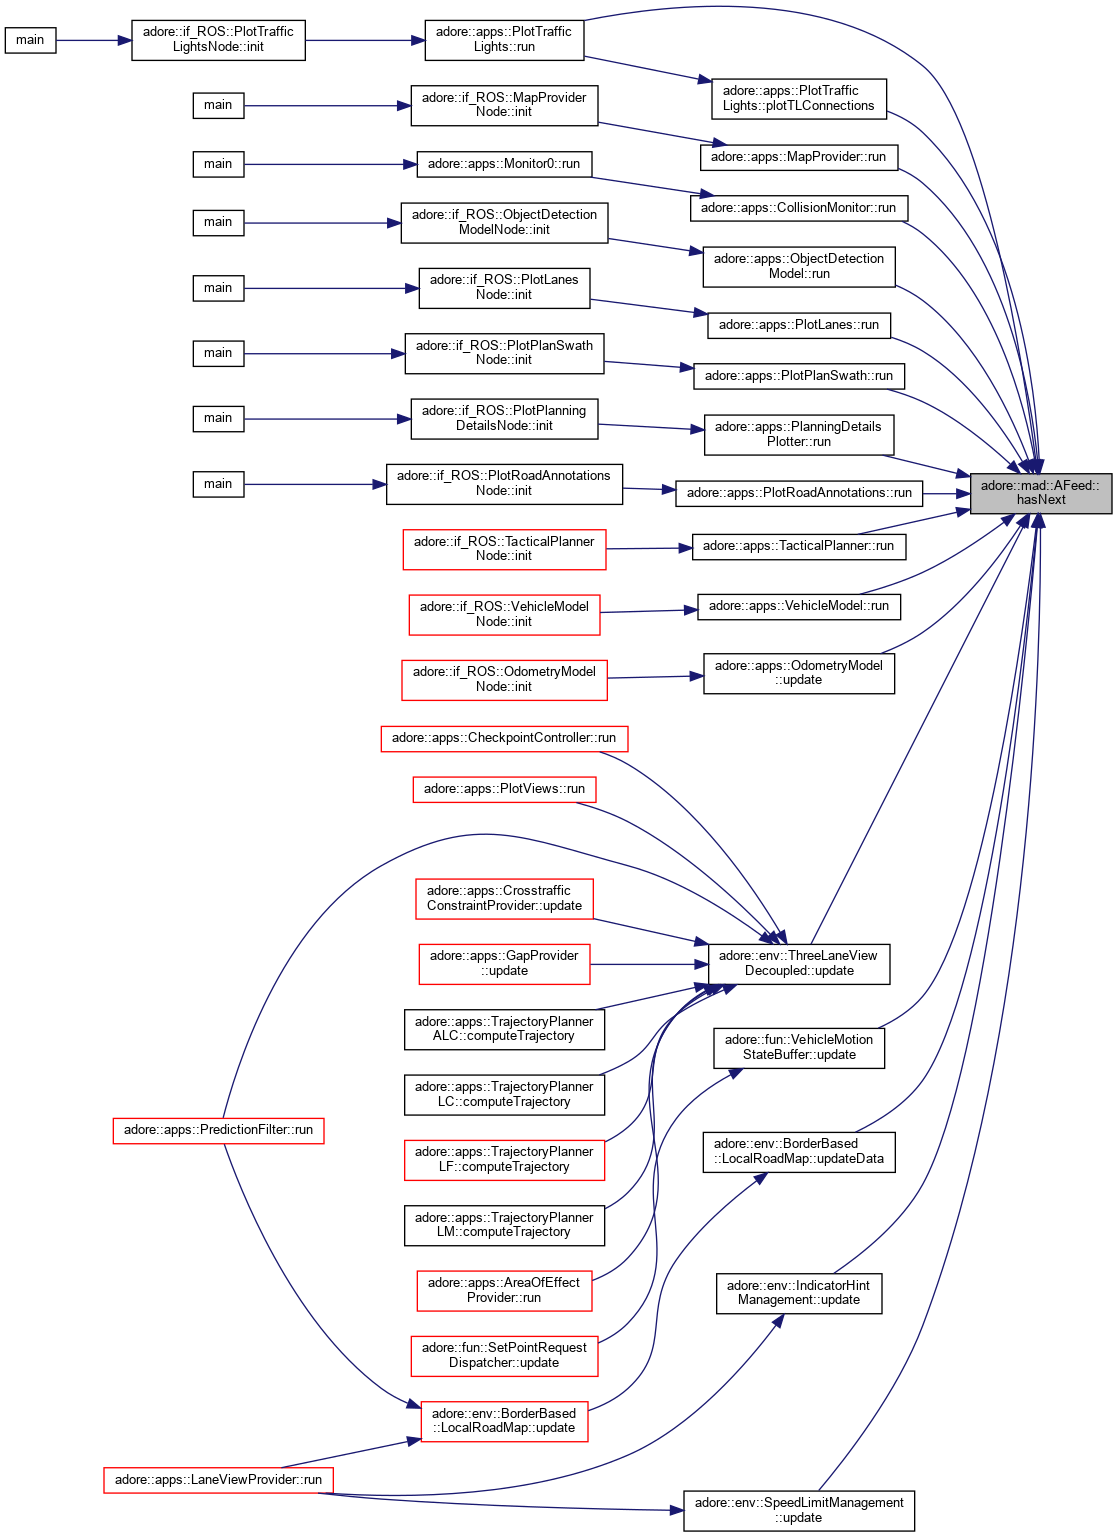 main
adore::if_ROS::PlotTraffic
LightsNode::init
adore::apps::PlotTraffic
Lights::run
adore::apps::PlotTraffic
Lights::plotTLConnections
main
adore::if_ROS::MapProvider
Node::init
adore::apps::MapProvider::run
main
adore::apps::Monitor0::run
adore::apps::CollisionMonitor::run
main
adore::if_ROS::ObjectDetection
ModelNode::init
adore::apps::ObjectDetection
Model::run
main
adore::if_ROS::PlotLanes
Node::init
adore::apps::PlotLanes::run
main
adore::if_ROS::PlotPlanSwath
Node::init
adore::apps::PlotPlanSwath::run
main
adore::if_ROS::PlotPlanning
DetailsNode::init
adore::apps::PlanningDetails
Plotter::run
main
adore::if_ROS::PlotRoadAnnotations
Node::init
adore::apps::PlotRoadAnnotations::run
adore::mad::AFeed::
hasNext
adore::if_ROS::TacticalPlanner
Node::init
adore::apps::TacticalPlanner::run
adore::if_ROS::VehicleModel
Node::init
adore::apps::VehicleModel::run
adore::if_ROS::OdometryModel
Node::init
adore::apps::OdometryModel
::update
adore::apps::CheckpointController::run
adore::apps::PlotViews::run
adore::apps::Crosstraffic
ConstraintProvider::update
adore::apps::GapProvider
::update
adore::env::ThreeLaneView
Decoupled::update
adore::apps::TrajectoryPlanner
ALC::computeTrajectory
adore::fun::VehicleMotion
StateBuffer::update
adore::apps::TrajectoryPlanner
LC::computeTrajectory
adore::apps::PredictionFilter::run
adore::apps::TrajectoryPlanner
LF::computeTrajectory
adore::env::BorderBased
::LocalRoadMap::updateData
adore::apps::TrajectoryPlanner
LM::computeTrajectory
adore::apps::AreaOfEffect
Provider::run
adore::env::IndicatorHint
Management::update
adore::fun::SetPointRequest
Dispatcher::update
adore::env::BorderBased
::LocalRoadMap::update
adore::apps::LaneViewProvider::run
adore::env::SpeedLimitManagement
::update